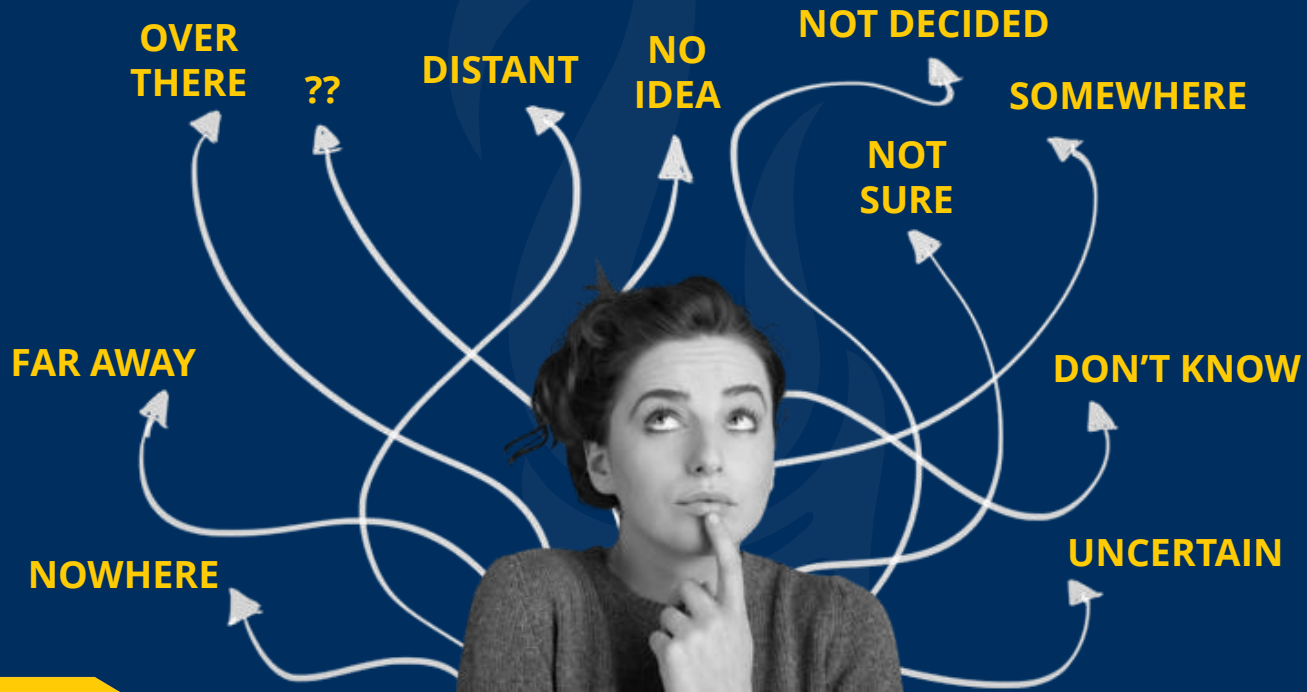 OVER
THERE
??
DISTANT
NO
IDEA
NOT DECIDED
SOMEWHERE
NOT
SURE
FAR AWAY
DON’T KNOW
NOWHERE
UNCERTAIN